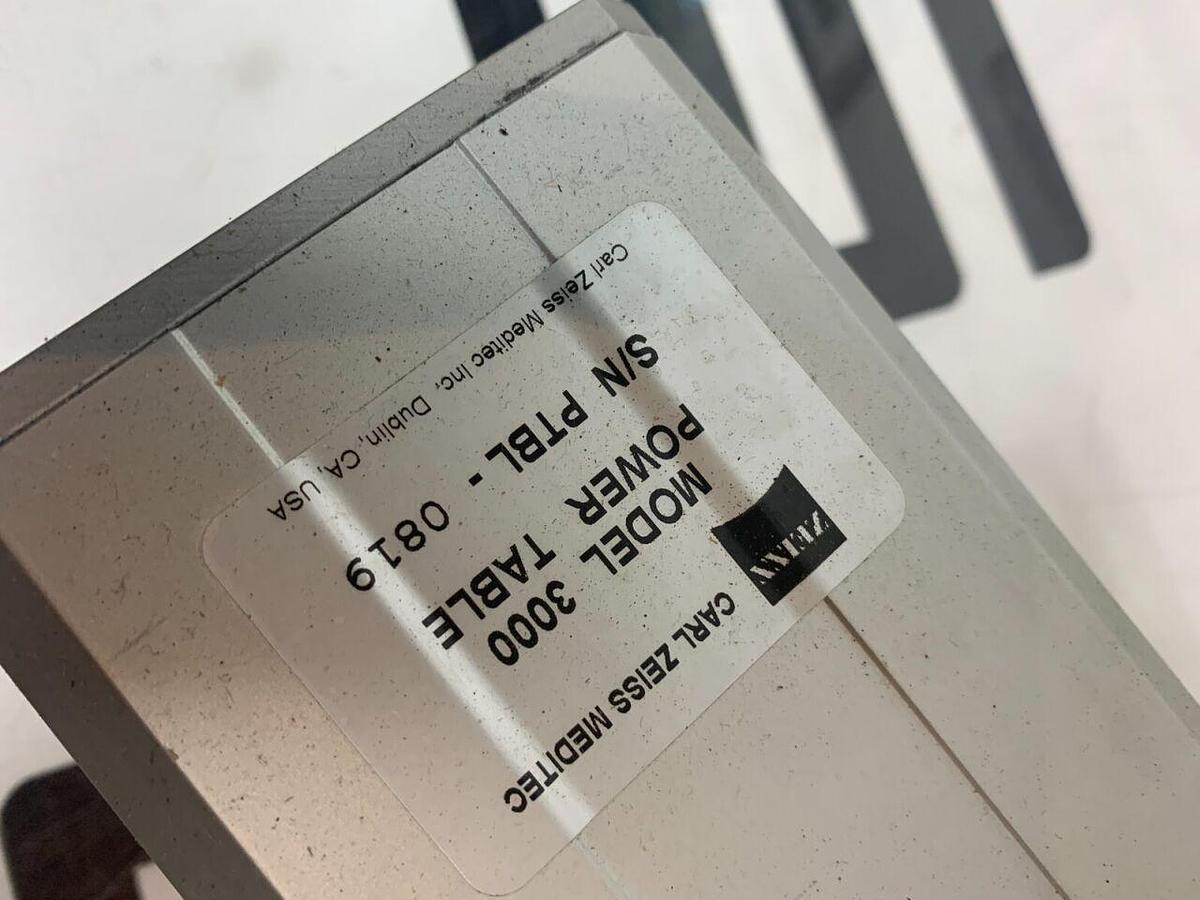 ZEISS
CARL ZEISS MEDITEC
MODEL 3000
POWER TABLE
S/N PTBL - 0819
Carl Zeiss Meditec Inc, Dublin, CA, USA